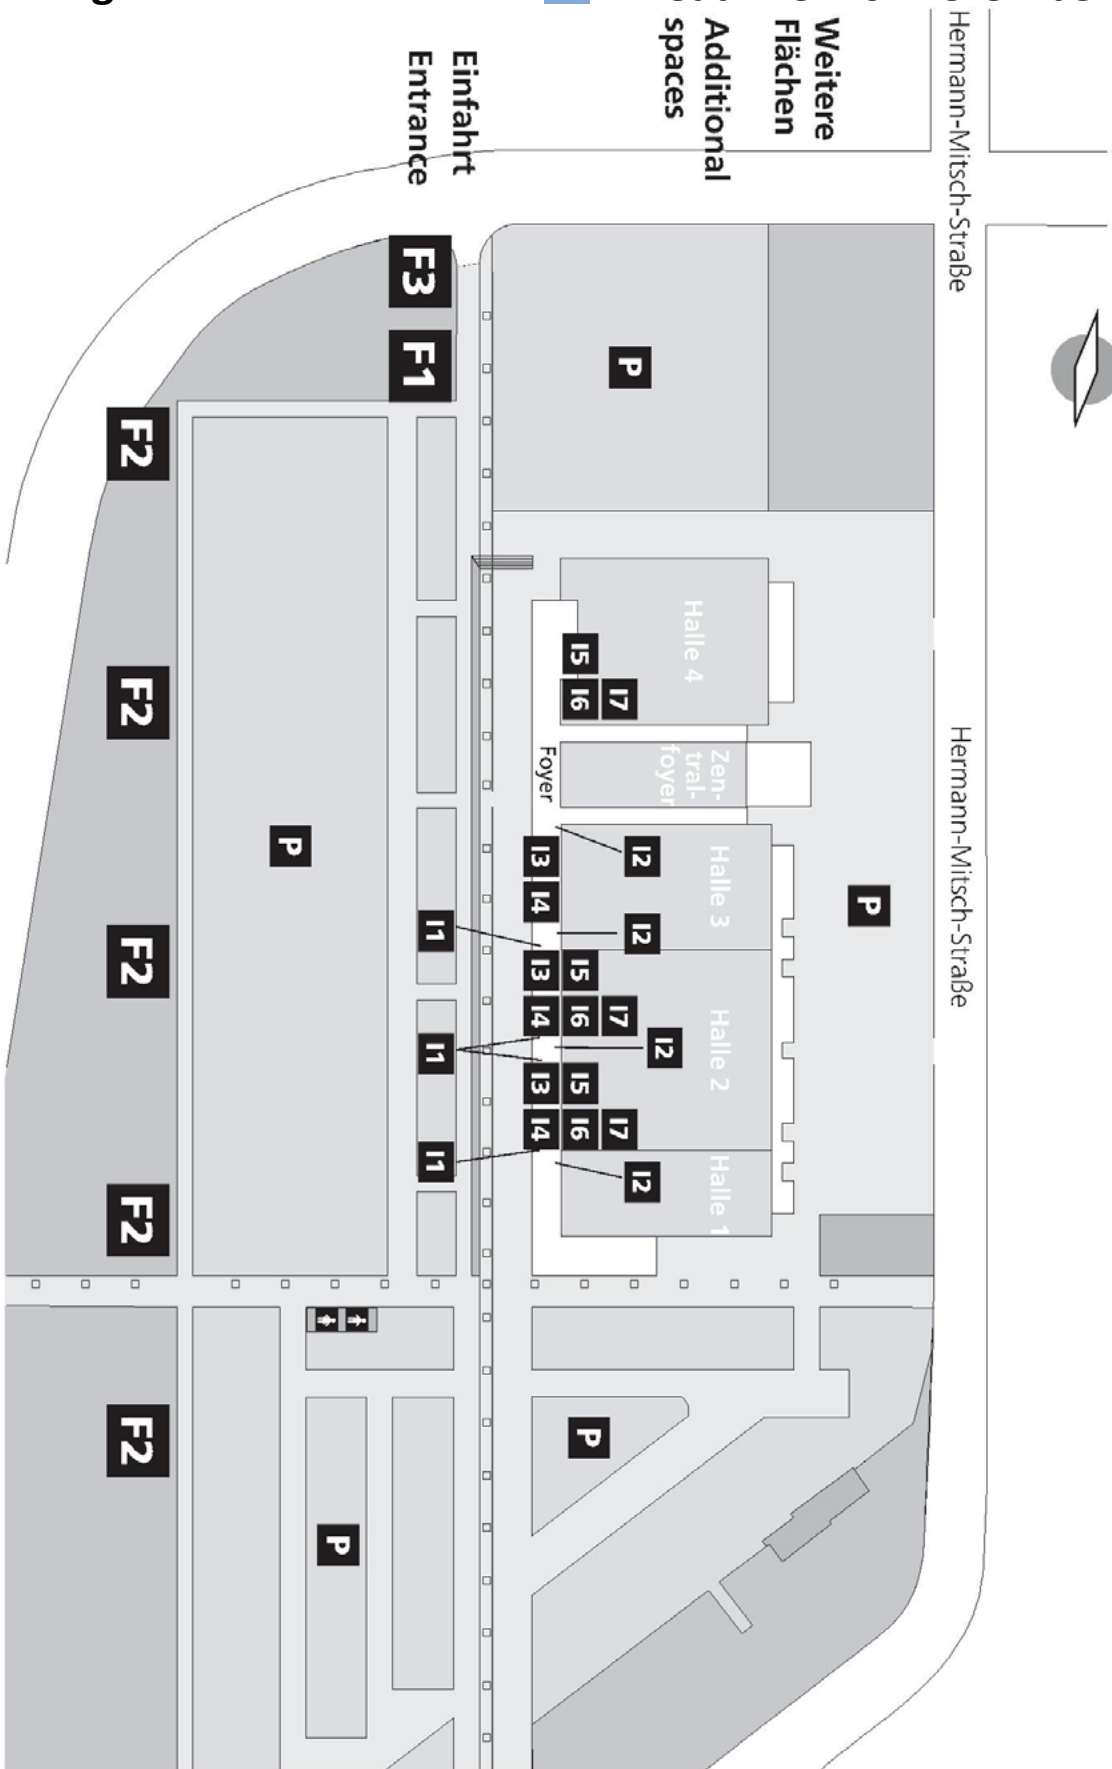 Hermann-Mitsch-Straße
Hermann-Mitsch-Straße
P
Weitere
Flächen
Additional
spaces
P
Halle 4
Zen-
tral-
foyer
Halle 3
Halle 2
Halle 1
I2
I2
I2
I2
I7
I7
I7
I5 I6
I5 I6
I5 I6
P
Foyer
I3 I4
I3 I4
I3 I4
Einfahrt
Entrance
I1
I1
I1
F3
F1
P
P
F2
F2
F2
F2
F2